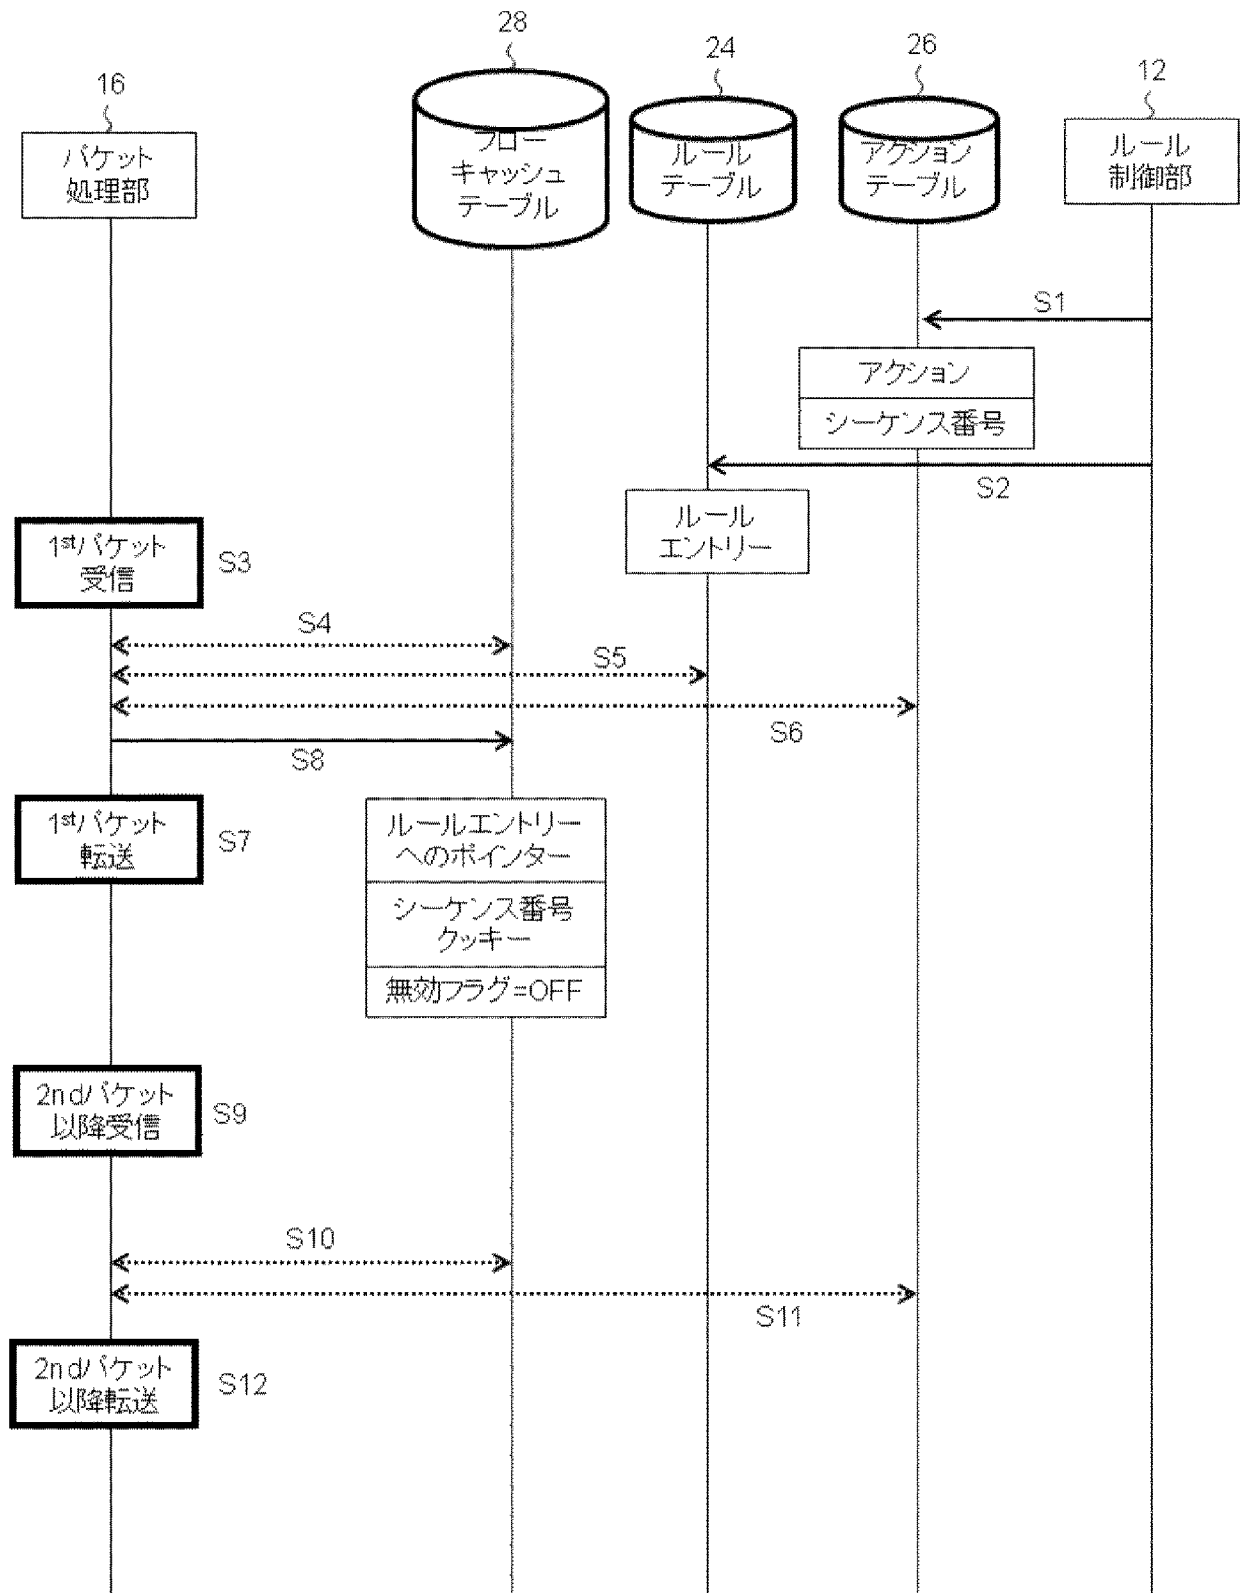 28
24
26
12
16
パケット
処理部
フロー
キャッシュ
テーブル
ルール
テーブル
アクション
テーブル
ルール
制御部
S1
アクション
シーケンス番号
S2
ルール
エントリー
1stパケット
受信
S3
S4
S5
S6
S8
1stパケット
転送
S7
ルールエントリー
へのポインター
シーケンス番号
クッキー
無効フラグ=OFF
2ndパケット
以降受信
S9
S10
S11
2ndパケット
以降転送
S12